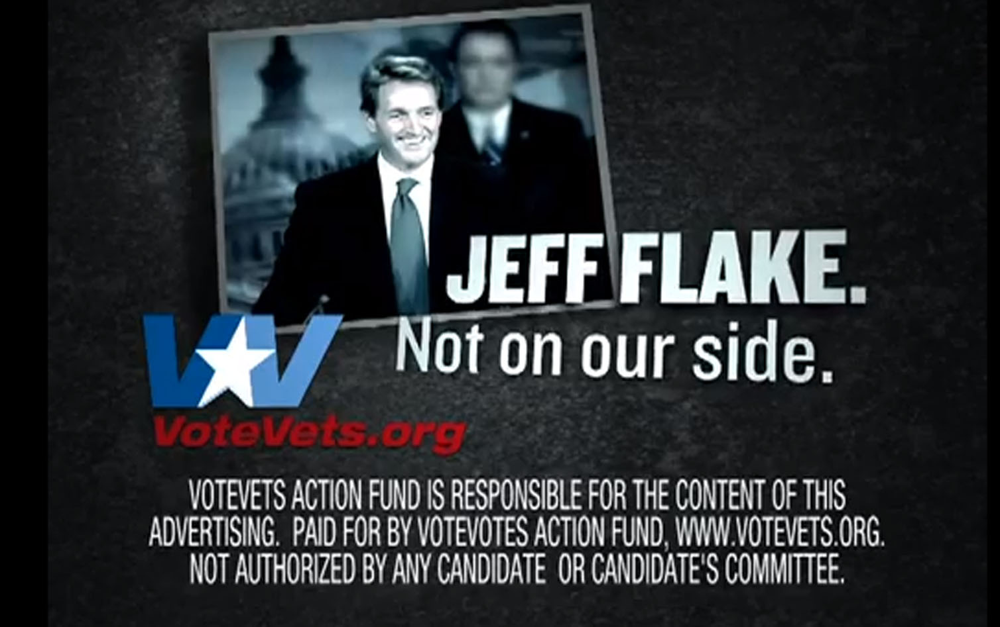 JEFF FLAKE.
Not on our side.
VoteVets.org
VOTEVETS ACTION FUND IS RESPONSIBLE FOR THE CONTENT OF THIS
ADVERTISING. PAID FOR BY VOTEVOTES ACTION FUND, WWW.VOTEVETS.ORG.
NOT AUTHORIZED BY ANY CANDIDATE OR CANDIDATE'S COMMITTEE.